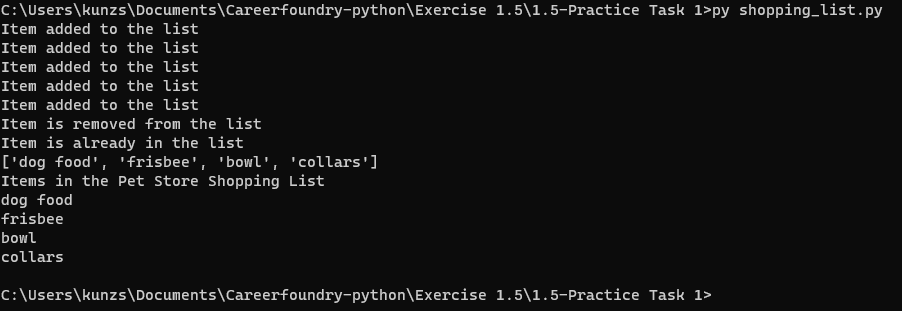 C:\Users\kunzs\Documents\Careerfoundry-python\Exercise 1.5\1.5-Practice Task 1>py shopping_list.py
Item added to the list
Item added to the list
Item added to the list
Item added to the list
Item added to the list
Item is removed from the list
Item is already in the list
['dog food', 'frisbee', 'bowl', 'collars']
Items in the Pet Store Shopping List
dog food
frisbee
bowl
collars
C:\Users\kunzs\Documents\Careerfoundry-python\Exercise 1.5\1.5-Practice Task 1>